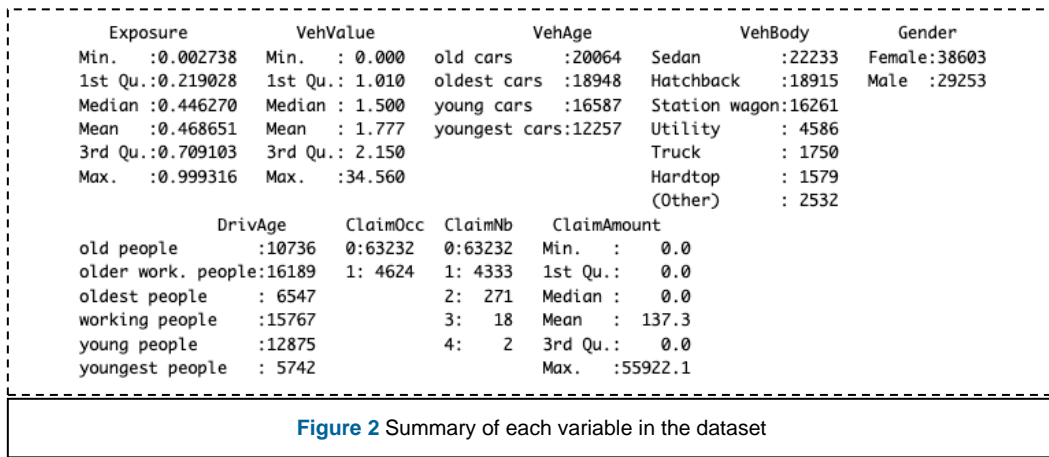 Exposure VehValue VehAge VehBody Gender
Min. :0.002738 Min. : 0.000 old cars :20064 Sedan :22233 Female:38603
1st Qu.:0.219028 1st Qu.: 1.010 oldest cars :18948 Hatchback :18915 Male :29253
Median :0.446270 Median : 1.500 young cars :16587 Station wagon:16261
Mean :0.468651 Mean : 1.777 youngest cars:12257 Utility : 4586
3rd Qu.:0.709103 3rd Qu.: 2.150 Truck : 1750
Max. :0.999316 Max. :34.560 Hardtop : 1579
(Other) : 2532
DrivAge ClaimOcc ClaimNb ClaimAmount
old people :10736 0:63232 0:63232 Min. : 0.0
older work. people:16189 1: 4624 1: 4333 1st Qu.: 0.0
oldest people : 6547 2: 271 Median : 0.0
working people :15767 3: 18 Mean : 137.3
young people :12875 4: 2 3rd Qu.: 0.0
youngest people : 5742 Max. :55922.1
Figure 2 Summary of each variable in the dataset